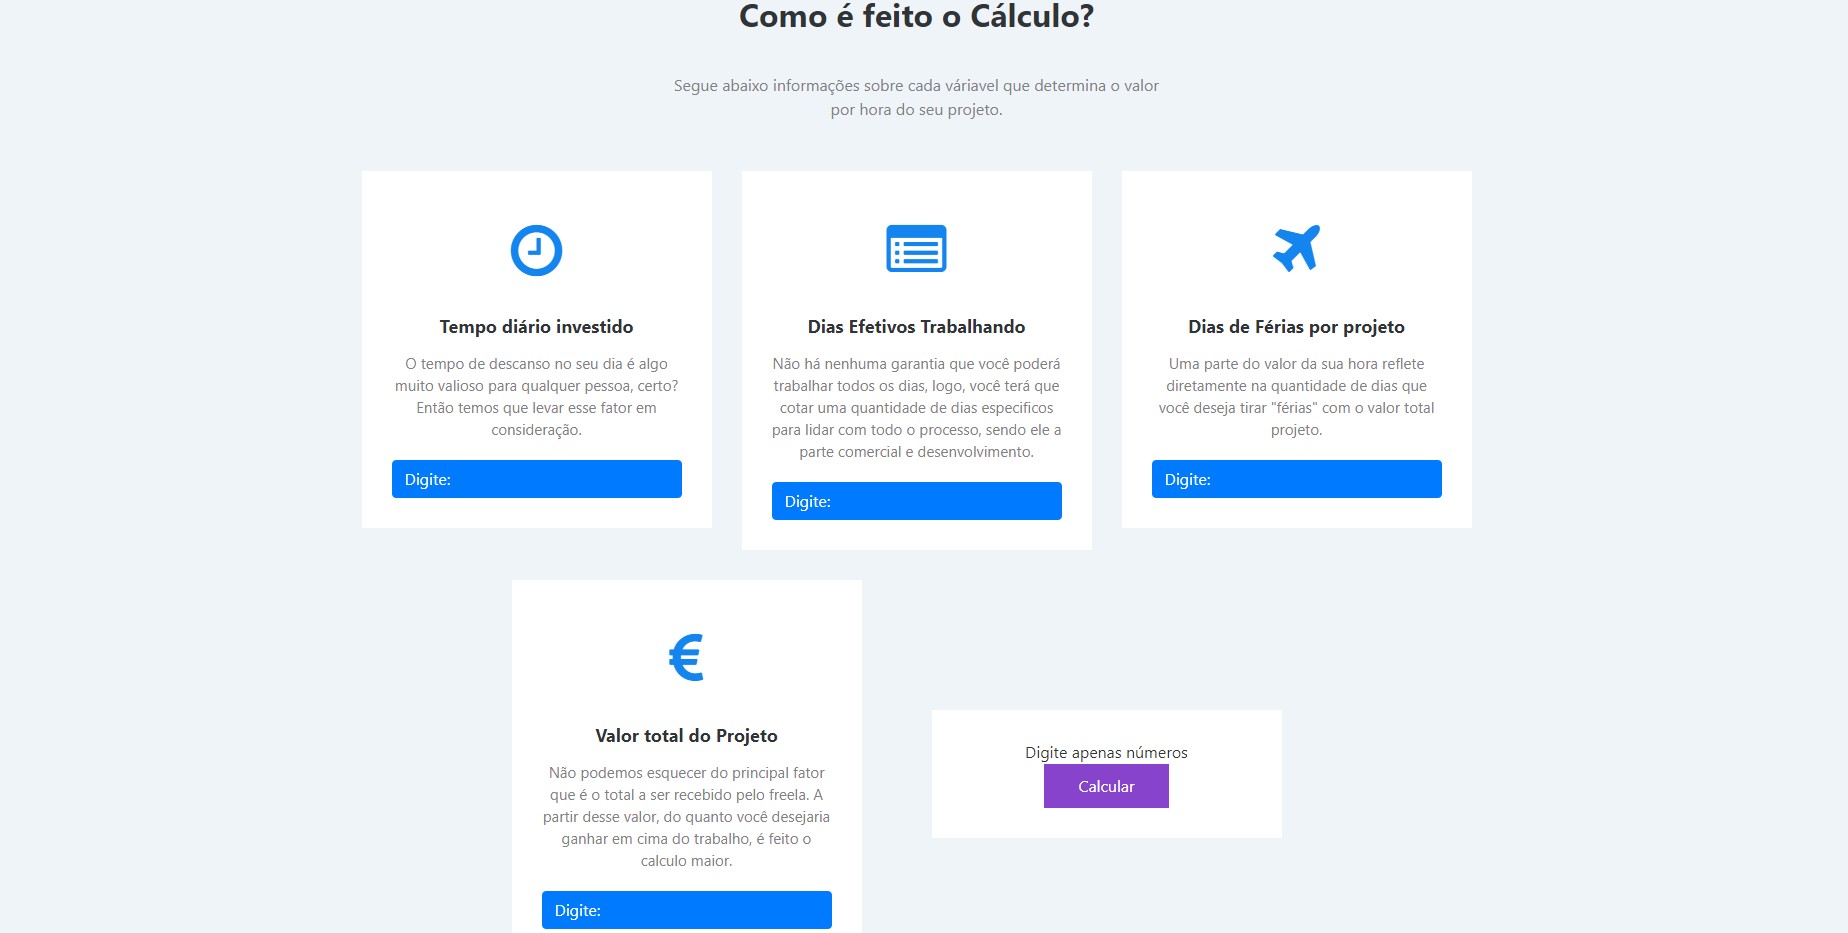 Como é feito o Cálculo?
Segue abaixo informações sobre cada váriavel que determina o valor
por hora do seu projeto.
Tempo diário investido
O tempo de descanso no seu dia é algo
muito valioso para qualquer pessoa, certo?
Então temos que levar esse fator em
consideração.
Digite:
Dias Efetivos Trabalhando
Não há nenhuma garantia que você poderá
trabalhar todos os dias, logo, você terá que
cotar uma quantidade de dias especificos
para lidar com todo o processo, sendo ele a
parte comercial e desenvolvimento.
Digite:
Dias de Férias por projeto
Uma parte do valor da sua hora reflete
diretamente na quantidade de dias que
você deseja tirar "férias" com o valor total
projeto.
Digite:
€
Valor total do Projeto
Não podemos esquecer do principal fator
que é o total a ser recebido pelo freela. A
partir desse valor, do quanto você desejaria
ganhar em cima do trabalho, é feito o
calculo maior.
Digite:
Digite apenas números
Calcular